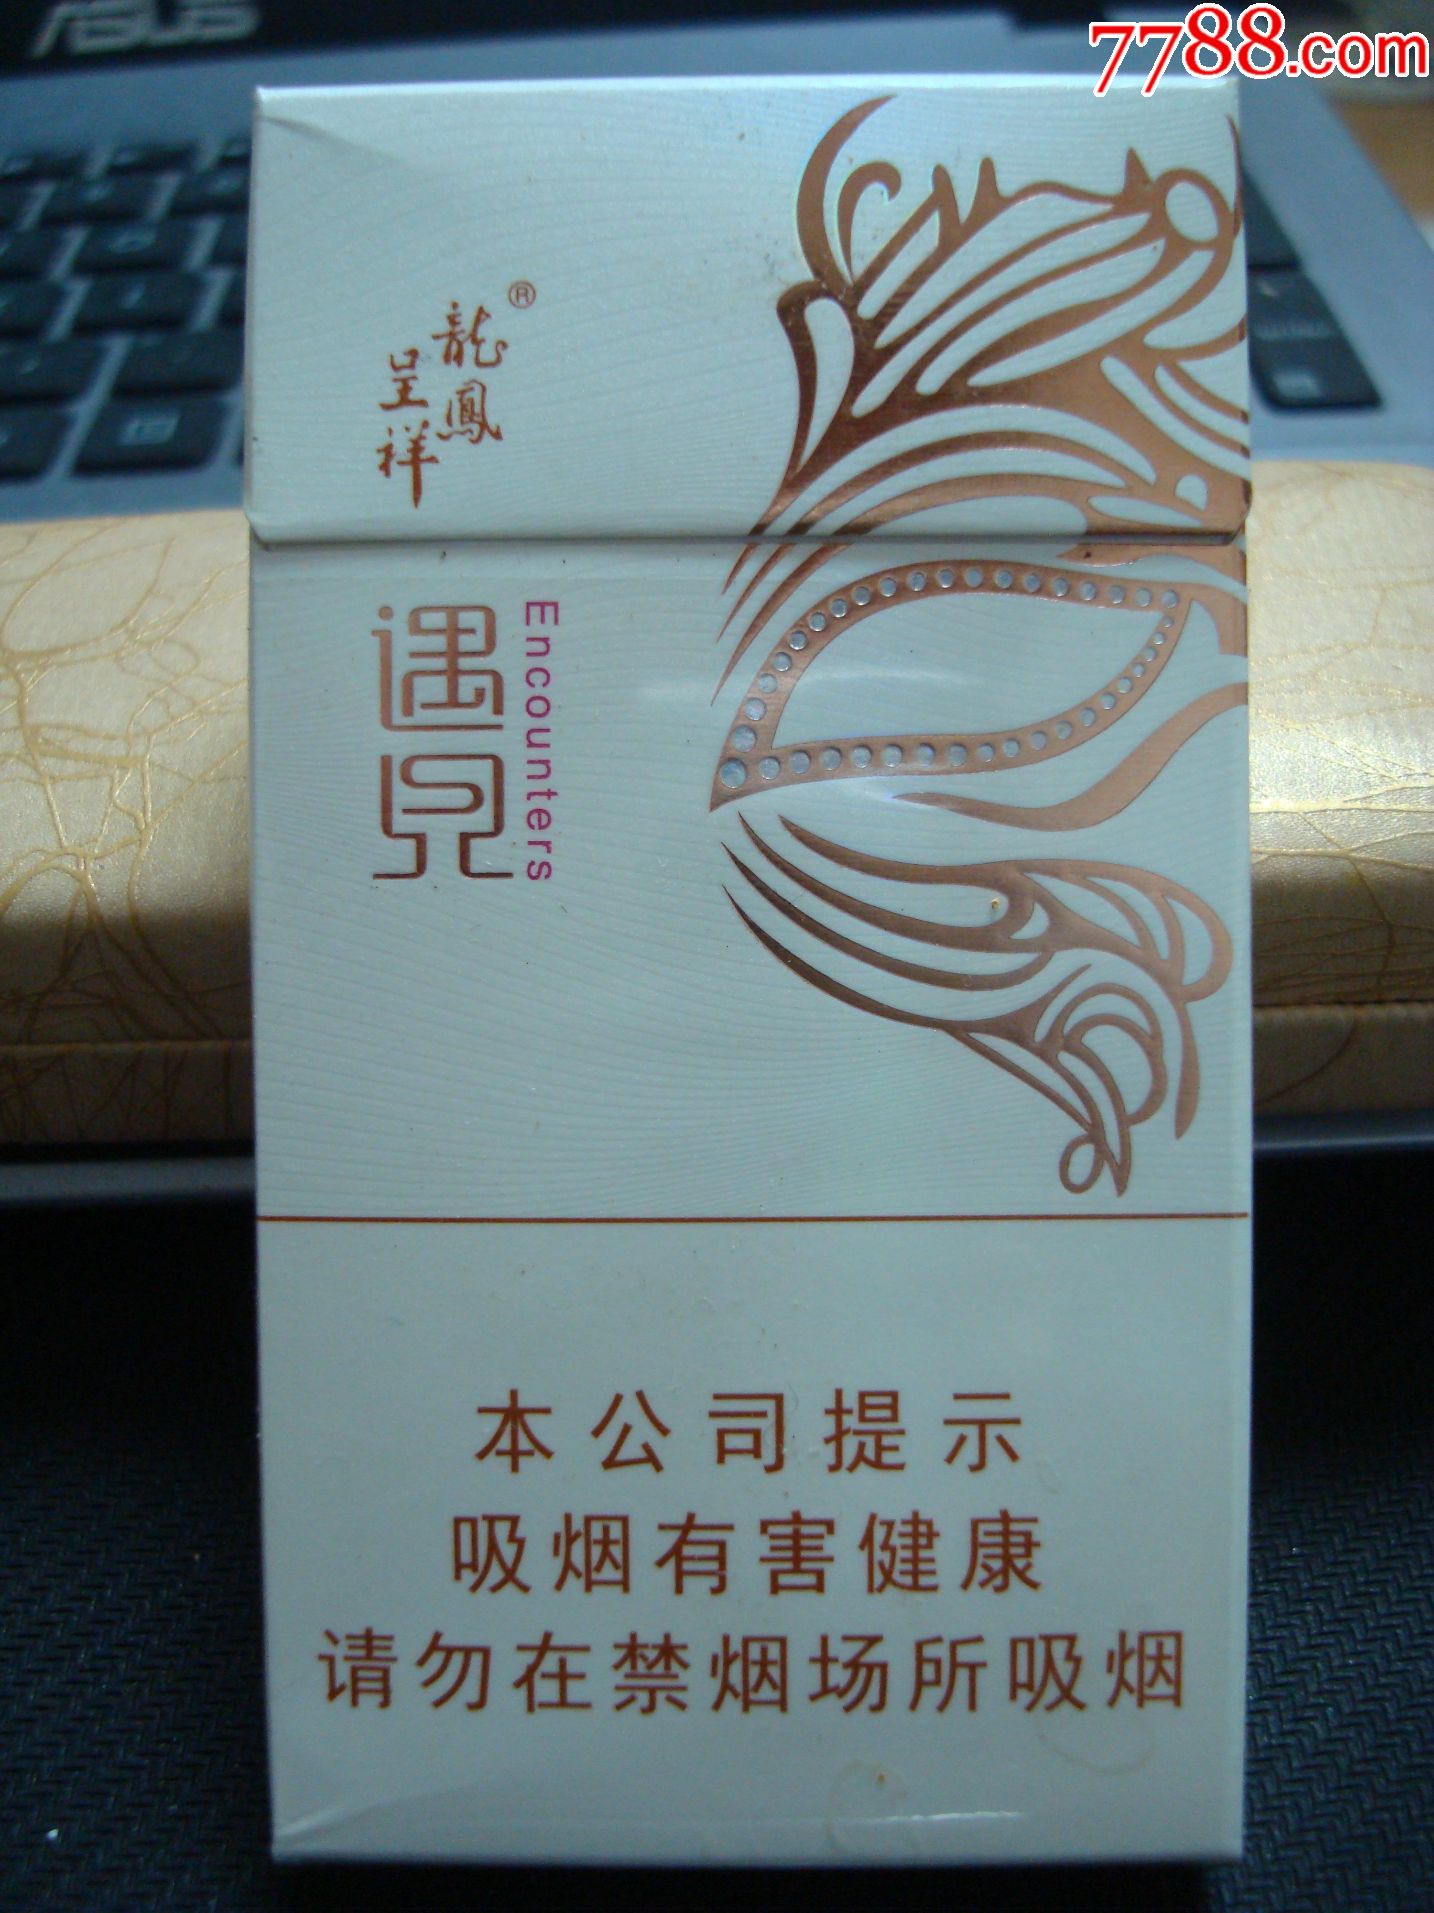 ASUS
7788.com
龍鳳®
呈祥
遇見
Encounters
本公司提示
吸烟有害健康
请勿在禁烟场所吸烟